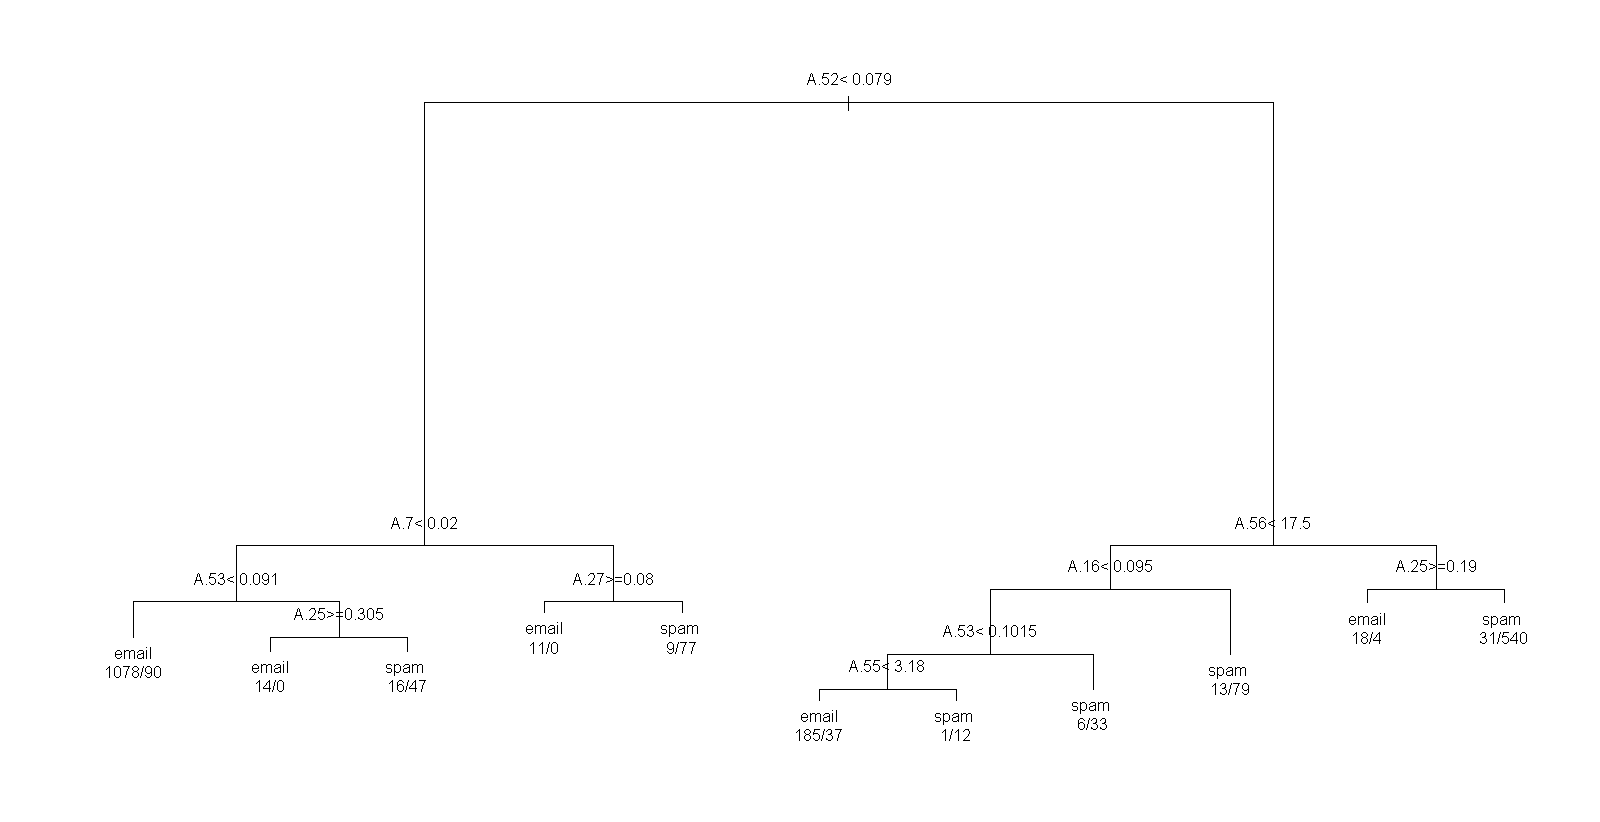 A.52< 0.079
A.7< 0.02
A.56< 17.5
A.53< 0.091
A.27>=0.08
A.16< 0.095
A.25>=0.19
A.25>=0.305
A.53< 0.1015
A.55< 3.18
email
1078/90
email
14/0
spam
16/47
email
11/0
spam
9/77
email
185/37
spam
1/12
spam
6/33
spam
13/79
email
18/4
spam
31/540